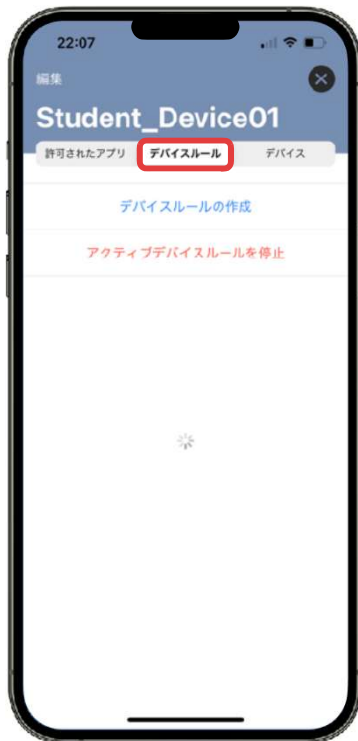 22:07
編集
Student_Device01
許可されたアプリ デバイスルール デバイス
デバイスルールの作成
アクティブデバイスルールを停止